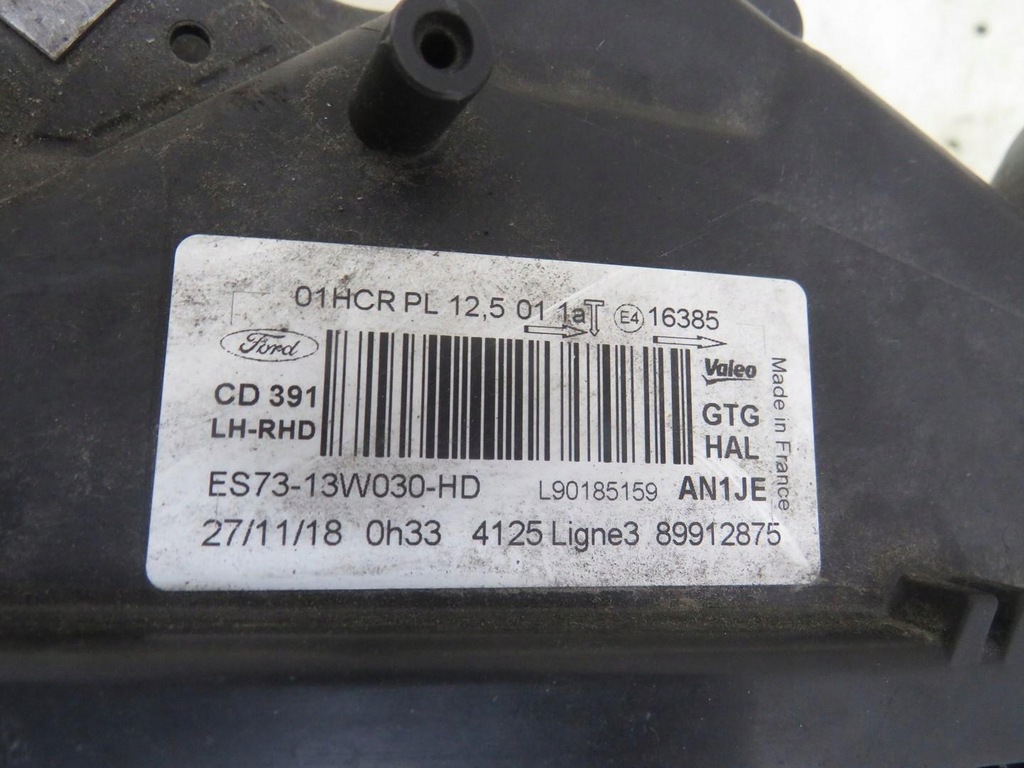 01HCR PL 12,5 01 1a E4 16385
Ford
Valeo
CD 391
GTG
LH-RHD
HAL
Made in France
ES73-13W030-HD L90185159 AN1JE
27/11/18 0h33 4125 Ligne3 89912875